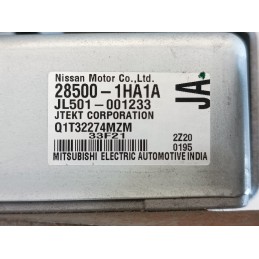 Nissan Motor Co.,Ltd.
28500-1HA1A
JL501-001233
JTEKT CORPORATION
Q1T32274MZM
33F21
2Z20
0195
MITSUBISHI ELECTRIC AUTOMOTIVE INDIA
JA